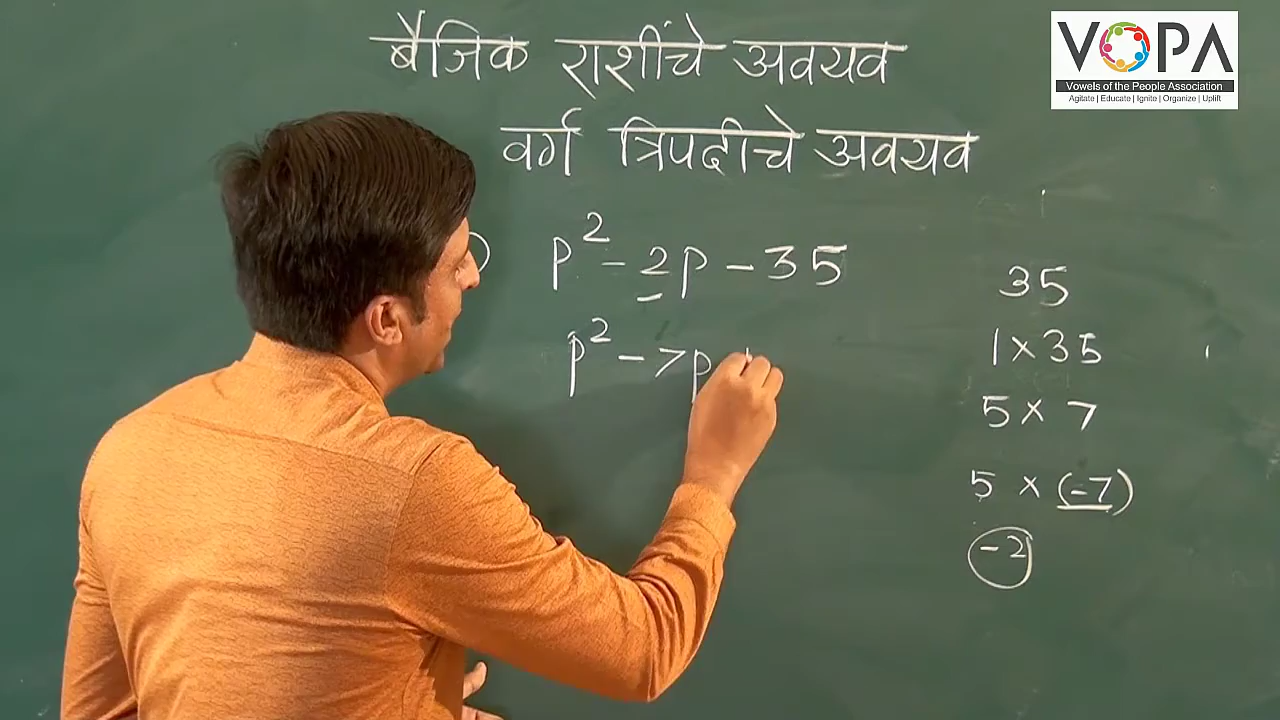 बैजिक राशींचे अवयव
वर्ग त्रिपदीचे अवयव
p² - 2p - 35
p² - 7p
35
1 × 35
5 × 7
5 × (-7)
-2
VOPA
Vowels of the People Association
Agitate | Educate | Ignite | Organize | Uplift